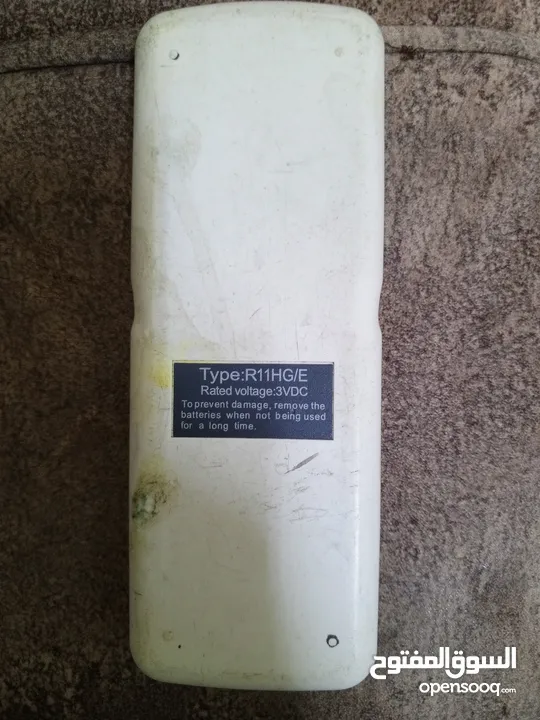 Type:R11HG/E
Rated voltage:3VDC
To prevent damage, remove the
batteries when not being used
for a long time.
السوق المفتوح
opensooq.com